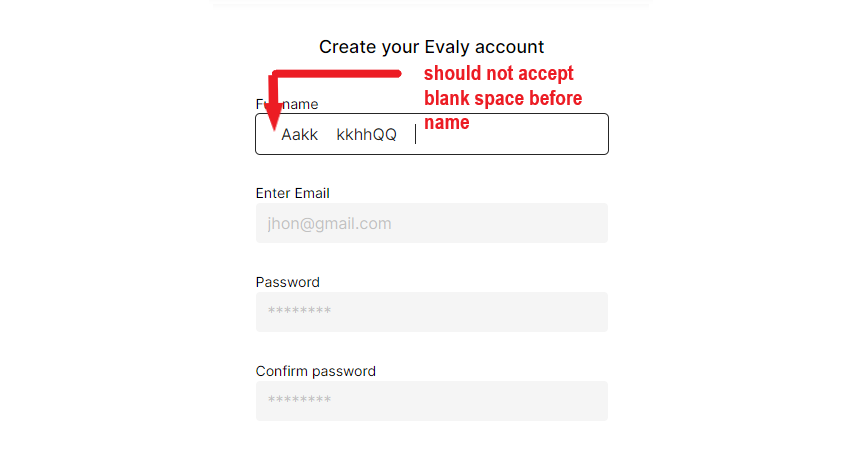 Create your Evaly account
should not accept
blank space before
name
Full name
Aakk kkhhQQ
Enter Email
jhon@gmail.com
Password
********
Confirm password
********